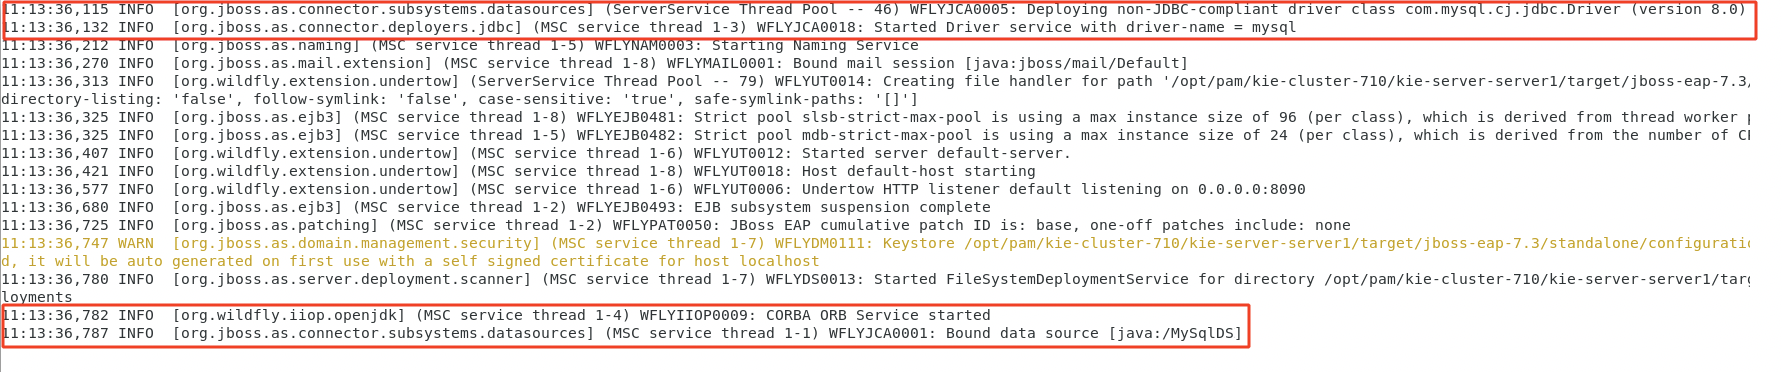 11:13:36,115 INFO  [org.jboss.as.connector.subsystems.datasources] (ServerService Thread Pool -- 46) WFLYJCA0005: Deploying non-JDBC-compliant driver class com.mysql.cj.jdbc.Driver (version 8.0)
11:13:36,132 INFO  [org.jboss.as.connector.deployers.jdbc] (MSC service thread 1-3) WFLYJCA0018: Started Driver service with driver-name = mysql
11:13:36,212 INFO  [org.jboss.as.naming] (MSC service thread 1-5) WFLYNAM0003: Starting Naming Service
11:13:36,270 INFO  [org.jboss.as.mail.extension] (MSC service thread 1-8) WFLYMAIL0001: Bound mail session [java:jboss/mail/Default]
11:13:36,313 INFO  [org.wildfly.extension.undertow] (ServerService Thread Pool -- 79) WFLYUT0014: Creating file handler for path '/opt/pam/kie-cluster-710/kie-server-server1/target/jboss-eap-7.3,
directory-listing: 'false', follow-symlink: 'false', case-sensitive: 'true', safe-symlink-paths: '[]']
11:13:36,325 INFO  [org.jboss.as.ejb3] (MSC service thread 1-8) WFLYEJB0481: Strict pool slsb-strict-max-pool is using a max instance size of 96 (per class), which is derived from thread worker
11:13:36,325 INFO  [org.jboss.as.ejb3] (MSC service thread 1-5) WFLYEJB0482: Strict pool mdb-strict-max-pool is using a max instance size of 24 (per class), which is derived from the number of
11:13:36,407 INFO  [org.wildfly.extension.undertow] (MSC service thread 1-6) WFLYUT0012: Started server default-server.
11:13:36,421 INFO  [org.wildfly.extension.undertow] (MSC service thread 1-8) WFLYUT0018: Host default-host starting
11:13:36,577 INFO  [org.wildfly.extension.undertow] (MSC service thread 1-6) WFLYUT0006: Undertow HTTP listener default listening on 0.0.0.0:8090
11:13:36,680 INFO  [org.jboss.as.ejb3] (MSC service thread 1-2) WFLYEJB0493: EJB subsystem suspension complete
11:13:36,725 INFO  [org.jboss.as.patching] (MSC service thread 1-2) WFLYPAT0050: JBoss EAP cumulative patch ID is: base, one-off patches include: none
11:13:36,747 WARN  [org.jboss.as.domain.management.security] (MSC service thread 1-7) WFLYDM0111: Keystore /opt/pam/kie-cluster-710/kie-server-server1/target/jboss-eap-7.3/standalone/configuratio
d, it will be auto generated on first use with a self signed certificate for host localhost
11:13:36,780 INFO  [org.jboss.as.server.deployment.scanner] (MSC service thread 1-7) WFLYDS0013: Started FileSystemDeploymentService for directory /opt/pam/kie-cluster-710/kie-server-server1/targ
loyments
11:13:36,782 INFO  [org.wildfly.iiop.openjdk] (MSC service thread 1-4) WFLYIIOP0009: CORBA ORB Service started
11:13:36,787 INFO  [org.jboss.as.connector.subsystems.datasources] (MSC service thread 1-1) WFLYJCA0001: Bound data source [java:/MySqlDS]